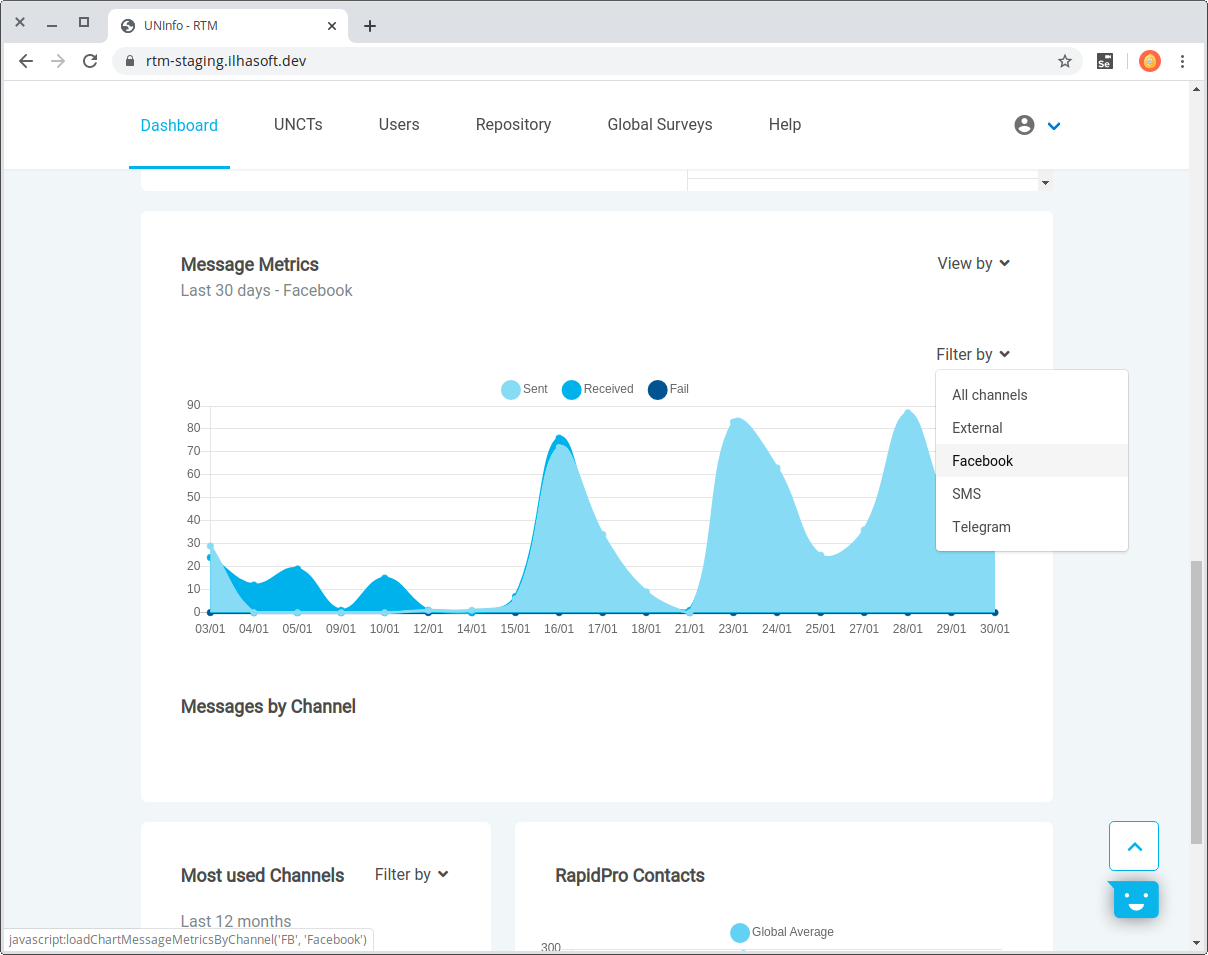 UNInfo - RTM
rtm-staging.ilhasoft.dev
Se
Dashboard UNCTs Users Repository Global Surveys Help
Message Metrics View by
Last 30 days - Facebook
Filter by
All channels
External
Facebook
SMS
Telegram
Sent Received Fail
90
80
70
60
50
40
30
20
10
0
03/01 04/01 05/01 09/01 10/01 12/01 14/01 15/01 16/01 17/01 18/01 21/01 23/01 24/01 25/01 27/01 28/01 29/01 30/01
Messages by Channel
Most used Channels Filter by
Last 12 months
RapidPro Contacts
Global Average
300
javascript:loadChartMessageMetricsByChannel('FB', 'Facebook')